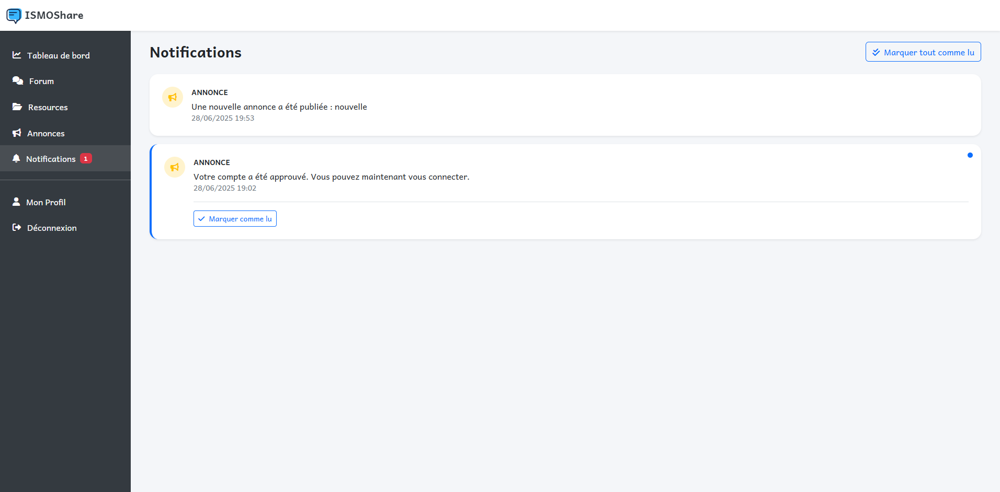 ISMOShare
Tableau de bord
Forum
Resources
Annonces
Notifications 1
Mon Profil
Déconnexion
Notifications
Marquer tout comme lu
ANNONCE
Une nouvelle annonce a été publiée : nouvelle
28/06/2025 19:53
ANNONCE
Votre compte a été approuvé. Vous pouvez maintenant vous connecter.
28/06/2025 19:02
Marquer comme lu